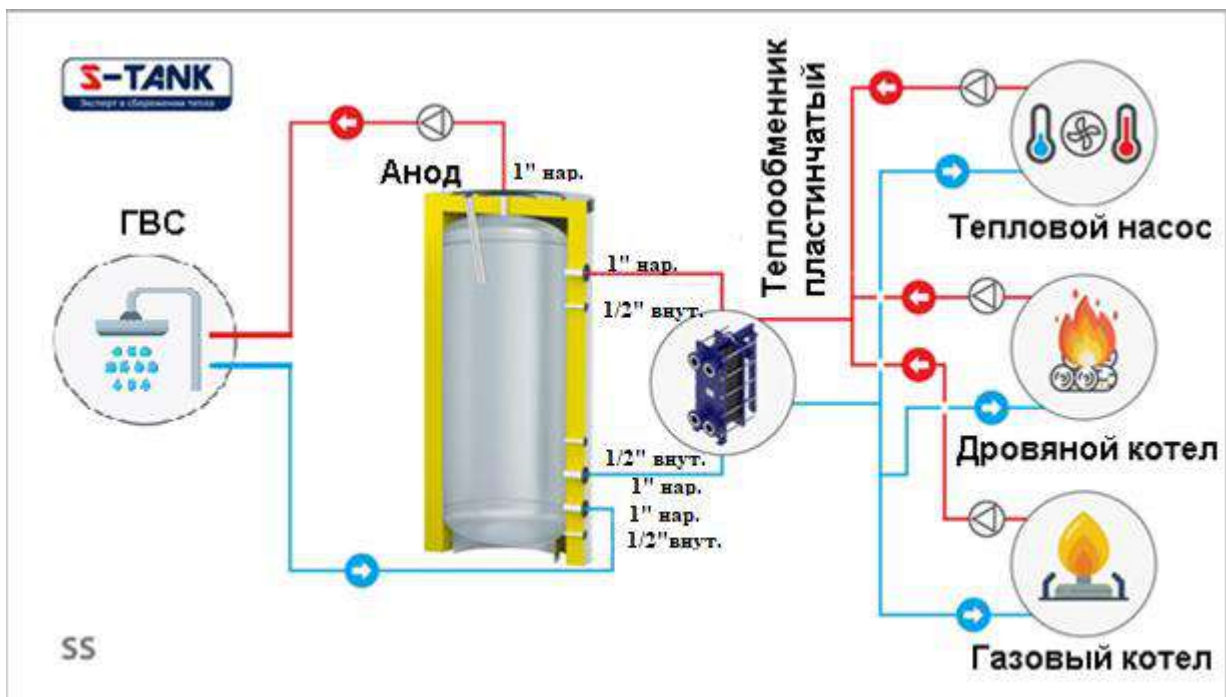 S-TANK
Эксперт в сбережении тепла
Теплообменник
пластинчатый
Анод
1" нар.
ГВС
Тепловой насос
1" нар.
1/2" внут.
Дровяной котел
1/2" внут.
1" нар.
1" нар.
1/2"внут.
Газовый котел
SS